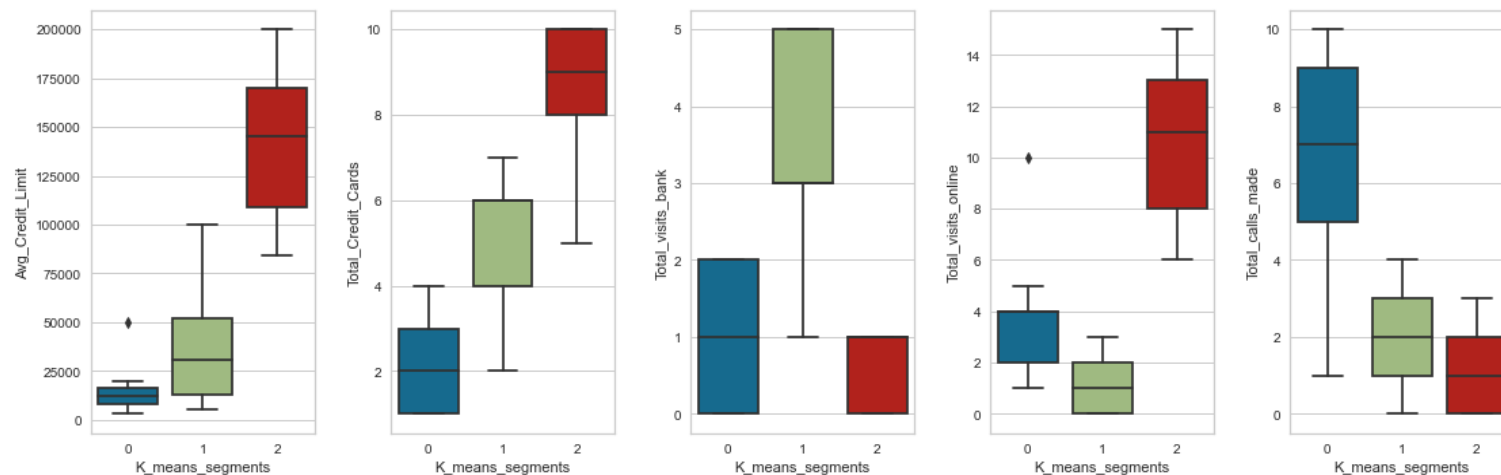 Avg_Credit_Limit
200000
175000
150000
125000
100000
75000
50000
25000
0
0 1 2
K_means_segments
Total_Credit_Cards
10
8
6
4
2
0 1 2
K_means_segments
Total_visits_bank
5
4
3
2
1
0
0 1 2
K_means_segments
Total_visits_online
14
12
10
8
6
4
2
0
0 1 2
K_means_segments
Total_calls_made
10
8
6
4
2
0
0 1 2
K_means_segments